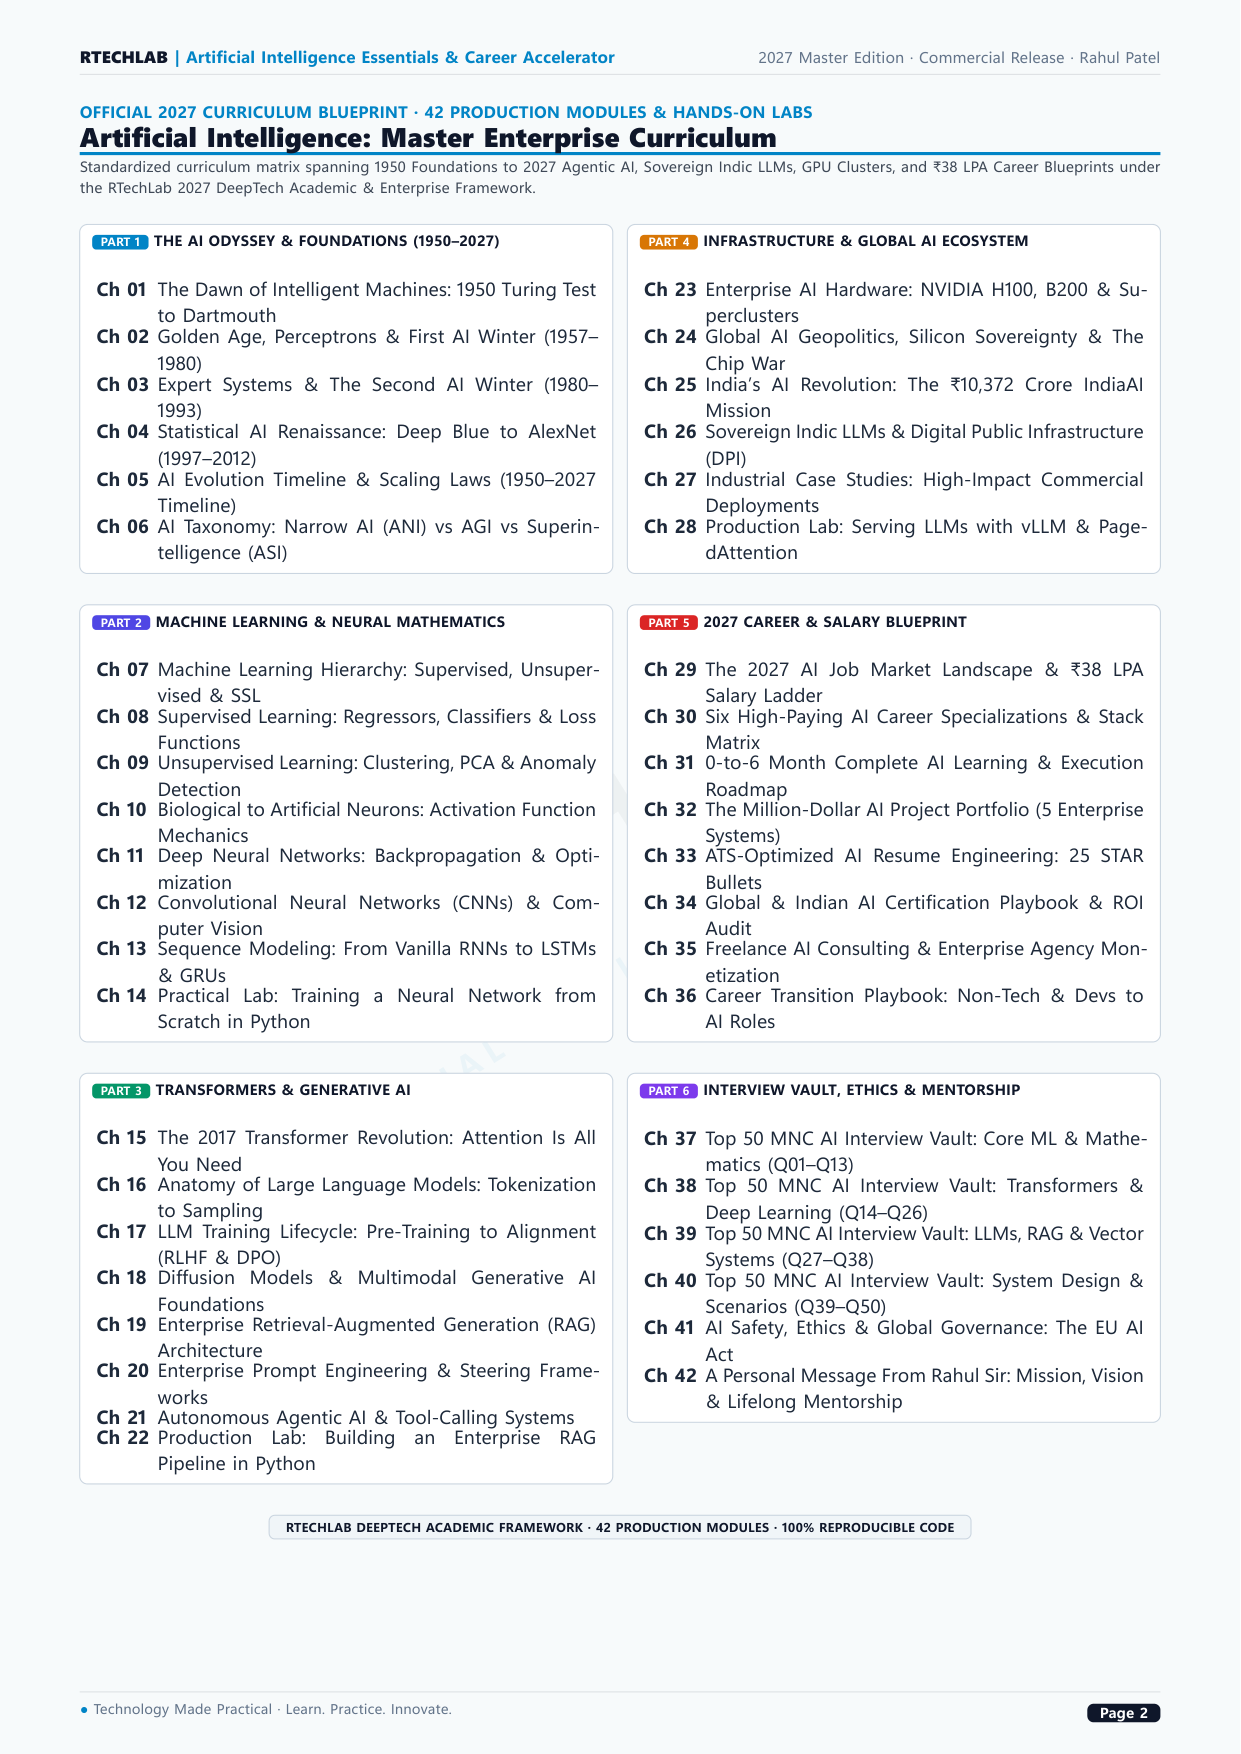 RTECHLAB | Artificial Intelligence Essentials & Career Accelerator
2027 Master Edition · Commercial Release · Rahul Patel
OFFICIAL 2027 CURRICULUM BLUEPRINT · 42 PRODUCTION MODULES & HANDS-ON LABS
Artificial Intelligence: Master Enterprise Curriculum
Standardized curriculum matrix spanning 1950 Foundations to 2027 Agentic AI, Sovereign Indic LLMs, GPU Clusters, and ₹38 LPA Career Blueprints under
the RTechLab 2027 DeepTech Academic & Enterprise Framework.
PART 1 THE AI ODYSSEY & FOUNDATIONS (1950–2027)
Ch 01 The Dawn of Intelligent Machines: 1950 Turing Test
to Dartmouth
Ch 02 Golden Age, Perceptrons & First AI Winter (1957–
1980)
Ch 03 Expert Systems & The Second AI Winter (1980–
1993)
Ch 04 Statistical AI Renaissance: Deep Blue to AlexNet
(1997–2012)
Ch 05 AI Evolution Timeline & Scaling Laws (1950–2027
Timeline)
Ch 06 AI Taxonomy: Narrow AI (ANI) vs AGI vs Superin-
telligence (ASI)
PART 2 MACHINE LEARNING & NEURAL MATHEMATICS
Ch 07 Machine Learning Hierarchy: Supervised, Unsuper-
vised & SSL
Ch 08 Supervised Learning: Regressors, Classifiers & Loss
Functions
Ch 09 Unsupervised Learning: Clustering, PCA & Anomaly
Detection
Ch 10 Biological to Artificial Neurons: Activation Function
Mechanics
Ch 11 Deep Neural Networks: Backpropagation & Opti-
mization
Ch 12 Convolutional Neural Networks (CNNs) & Com-
puter Vision
Ch 13 Sequence Modeling: From Vanilla RNNs to LSTMs
& GRUs
Ch 14 Practical Lab: Training a Neural Network from
Scratch in Python
PART 3 TRANSFORMERS & GENERATIVE AI
Ch 15 The 2017 Transformer Revolution: Attention Is All
You Need
Ch 16 Anatomy of Large Language Models: Tokenization
to Sampling
Ch 17 LLM Training Lifecycle: Pre-Training to Alignment
(RLHF & DPO)
Ch 18 Diffusion Models & Multimodal Generative AI
Foundations
Ch 19 Enterprise Retrieval-Augmented Generation (RAG)
Architecture
Ch 20 Enterprise Prompt Engineering & Steering Frame-
works
Ch 21 Autonomous Agentic AI & Tool-Calling Systems
Ch 22 Production Lab: Building an Enterprise RAG
Pipeline in Python
PART 4 INFRASTRUCTURE & GLOBAL AI ECOSYSTEM
Ch 23 Enterprise AI Hardware: NVIDIA H100, B200 & Su-
perclusters
Ch 24 Global AI Geopolitics, Silicon Sovereignty & The
Chip War
Ch 25 India’s AI Revolution: The ₹10,372 Crore IndiaAI
Mission
Ch 26 Sovereign Indic LLMs & Digital Public Infrastructure
(DPI)
Ch 27 Industrial Case Studies: High-Impact Commercial
Deployments
Ch 28 Production Lab: Serving LLMs with vLLM & Page-
dAttention
PART 5 2027 CAREER & SALARY BLUEPRINT
Ch 29 The 2027 AI Job Market Landscape & ₹38 LPA
Salary Ladder
Ch 30 Six High-Paying AI Career Specializations & Stack
Matrix
Ch 31 0-to-6 Month Complete AI Learning & Execution
Roadmap
Ch 32 The Million-Dollar AI Project Portfolio (5 Enterprise
Systems)
Ch 33 ATS-Optimized AI Resume Engineering: 25 STAR
Bullets
Ch 34 Global & Indian AI Certification Playbook & ROI
Audit
Ch 35 Freelance AI Consulting & Enterprise Agency Mon-
etization
Ch 36 Career Transition Playbook: Non-Tech & Devs to
AI Roles
PART 6 INTERVIEW VAULT, ETHICS & MENTORSHIP
Ch 37 Top 50 MNC AI Interview Vault: Core ML & Mathe-
matics (Q01–Q13)
Ch 38 Top 50 MNC AI Interview Vault: Transformers &
Deep Learning (Q14–Q26)
Ch 39 Top 50 MNC AI Interview Vault: LLMs, RAG & Vector
Systems (Q27–Q38)
Ch 40 Top 50 MNC AI Interview Vault: System Design &
Scenarios (Q39–Q50)
Ch 41 AI Safety, Ethics & Global Governance: The EU AI
Act
Ch 42 A Personal Message From Rahul Sir: Mission, Vision
& Lifelong Mentorship
RTECHLAB DEEPTECH ACADEMIC FRAMEWORK · 42 PRODUCTION MODULES · 100% REPRODUCIBLE CODE
● Technology Made Practical · Learn. Practice. Innovate.
Page 2